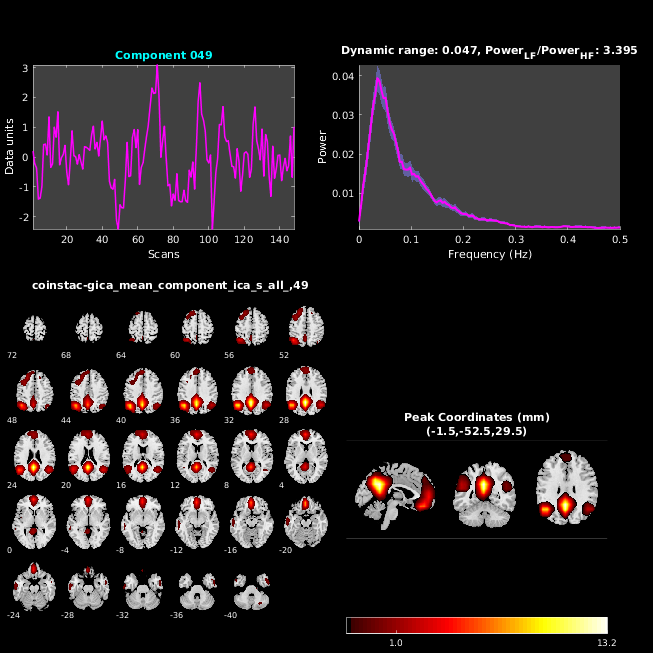 Component 049
3
2
1
0
-1
-2
Data units
20 40 60 80 100 120 140
Scans
Dynamic range: 0.047, PowerLF/PowerHF: 3.395
0.04
0.03
0.02
0.01
Power
0 0.1 0.2 0.3 0.4 0.5
Frequency (Hz)
coinstac-gica_mean_component_ica_s_all_,49
72 68 64 60 56 52
48 44 40 36 32 28
24 20 16 12 8 4
0 -4 -8 -12 -16 -20
-24 -28 -32 -36 -40
Peak Coordinates (mm)
(-1.5,-52.5,29.5)
1.0 13.2